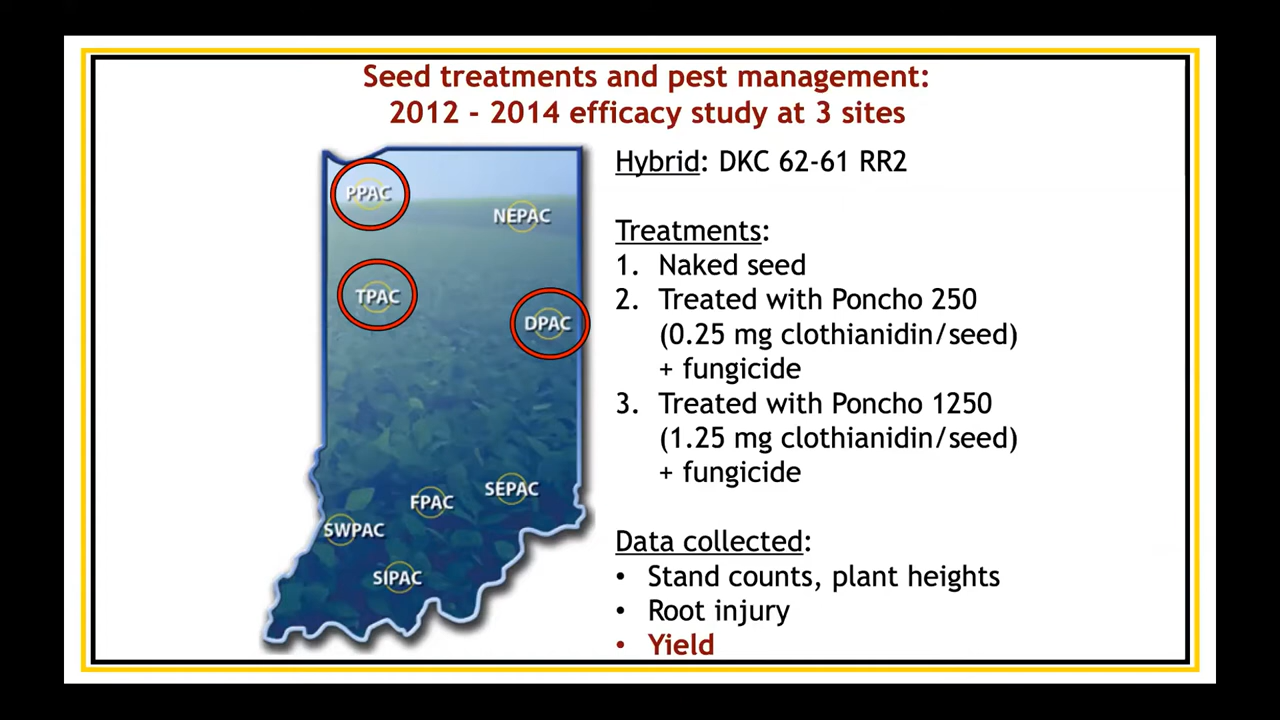 Seed treatments and pest management:
2012 - 2014 efficacy study at 3 sites
PPAC
NEPAC
TPAC
DPAC
SEPAC
FPAC
SWPAC
SIPAC
Hybrid: DKC 62-61 RR2
Treatments:
1. Naked seed
2. Treated with Poncho 250
(0.25 mg clothianidin/seed)
+ fungicide
3. Treated with Poncho 1250
(1.25 mg clothianidin/seed)
+ fungicide
Data collected:
• Stand counts, plant heights
• Root injury
• Yield